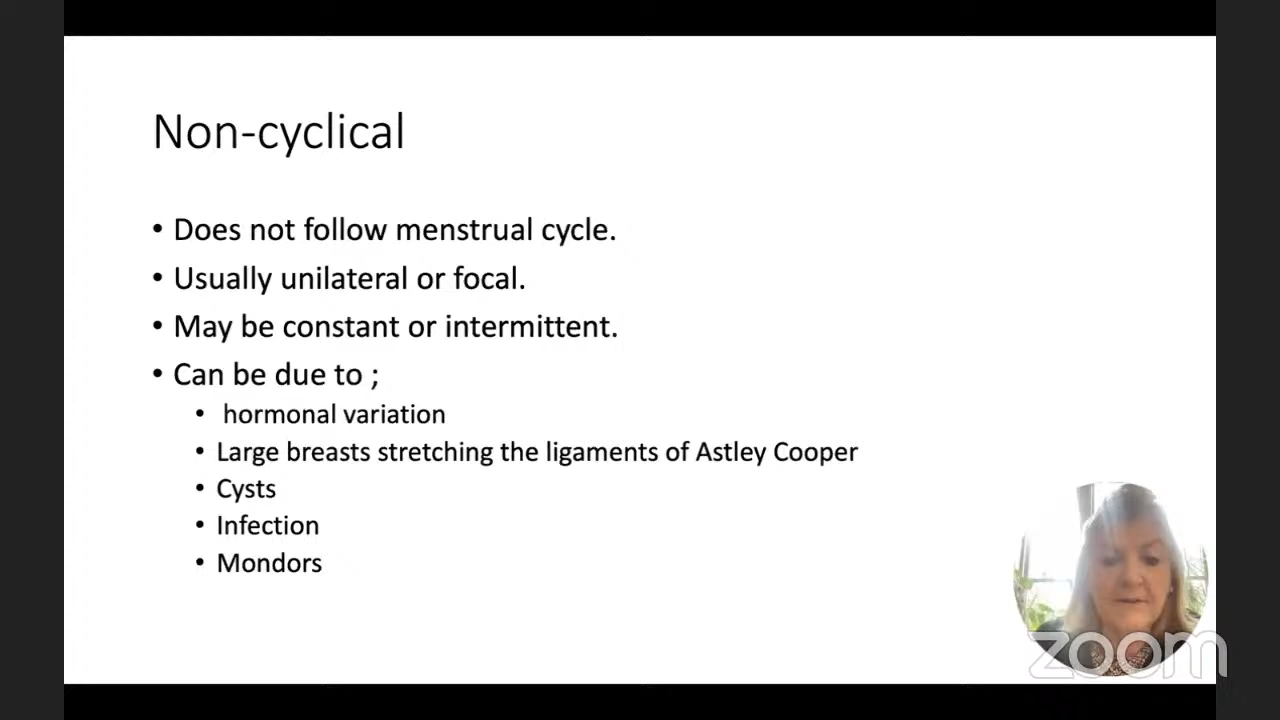 Non-cyclical
• Does not follow menstrual cycle.
• Usually unilateral or focal.
• May be constant or intermittent.
• Can be due to ;
• hormonal variation
• Large breasts stretching the ligaments of Astley Cooper
• Cysts
• Infection
• Mondors
zoom